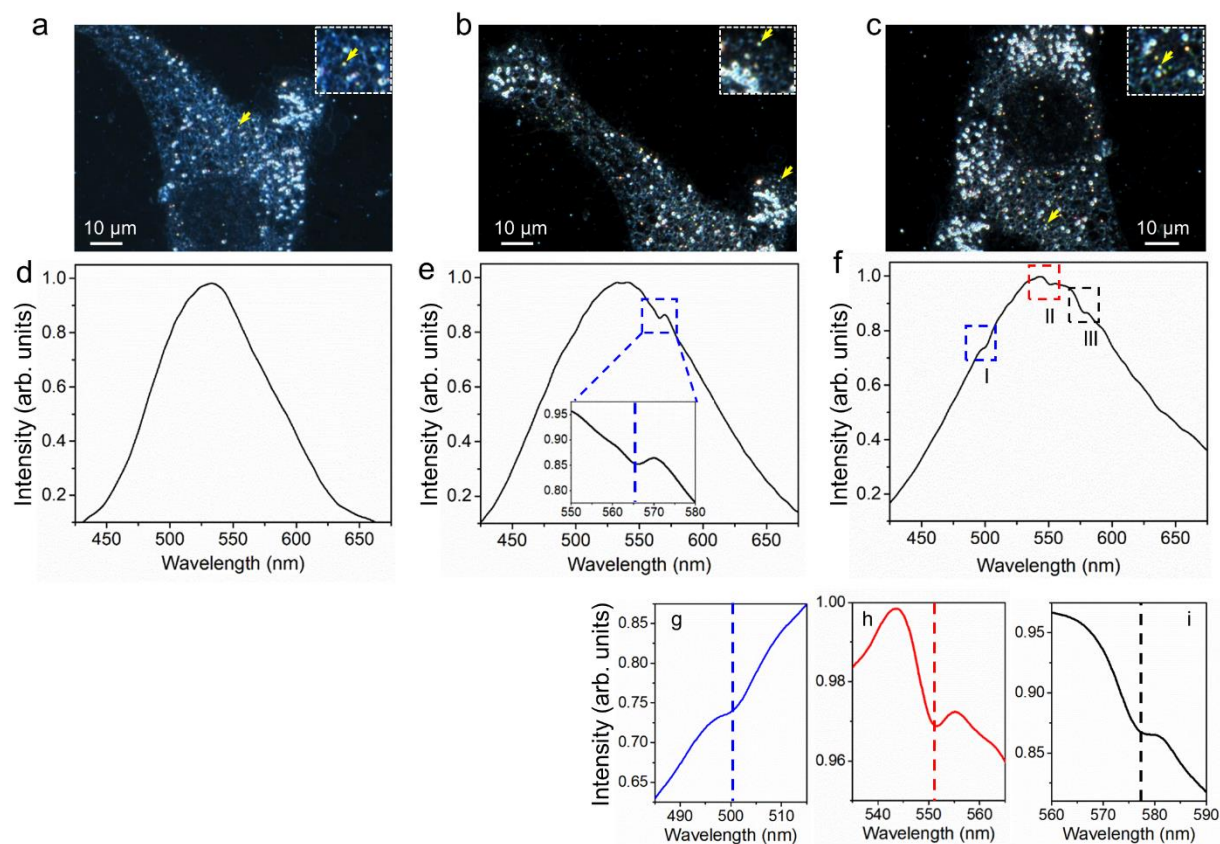 a
b
c
10 µm
10 µm
10 µm
d
e
f
Intensity (arb. units)
1.0
0.8
0.6
0.4
0.2
450 500 550 600 650
Wavelength (nm)
Intensity (arb. units)
1.0
0.8
0.6
0.4
0.2
0.95
0.90
0.85
0.80
550 560 570 580
450 500 550 600 650
Wavelength (nm)
Intensity (arb. units)
1.0
0.8
0.6
0.4
0.2
I
II
III
450 500 550 600 650
Wavelength (nm)
g
Intensity (arb. units)
0.85
0.80
0.75
0.70
0.65
490 500 510
Wavelength (nm)
h
1.00
0.98
0.96
540 550 560
Wavelength (nm)
i
0.95
0.90
0.85
560 570 580 590
Wavelength (nm)